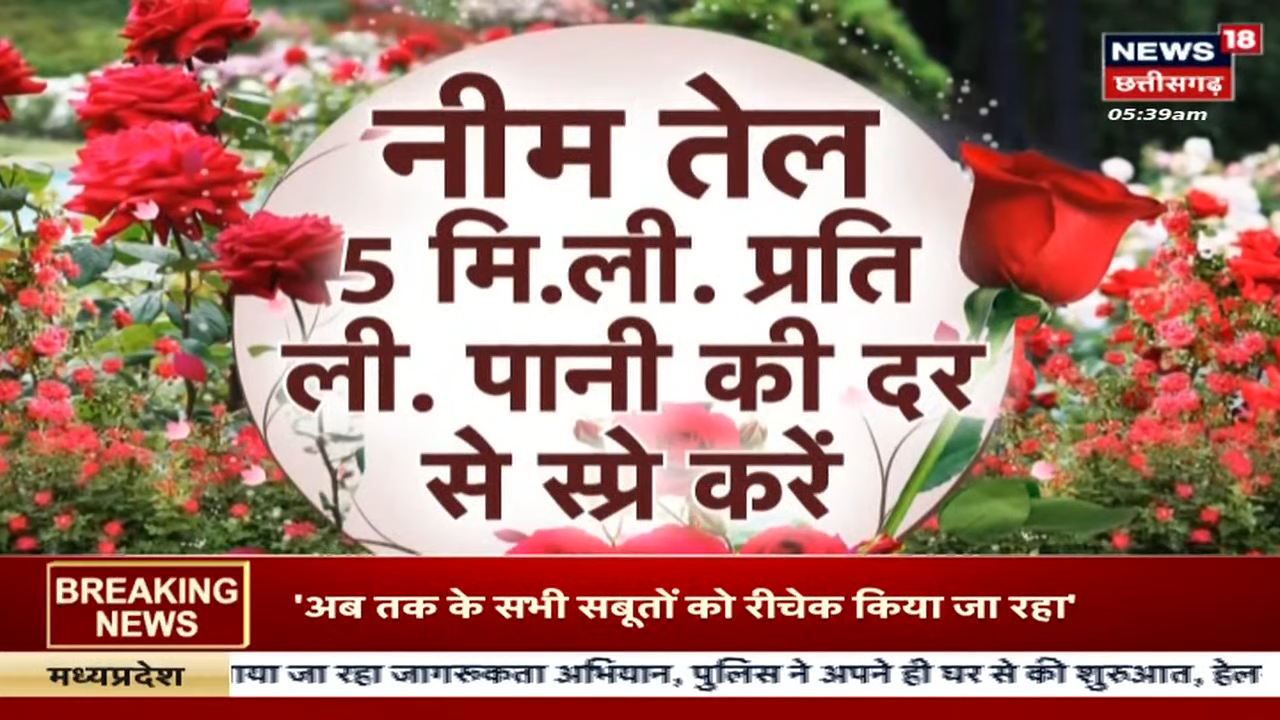 NEWS 18
छत्तीसगढ़
05:39am
नीम तेल
5 मि.ली. प्रति
ली. पानी की दर
से स्प्रे करें
BREAKING
NEWS
'अब तक के सभी सबूतों को रीचेक किया जा रहा'
मध्यप्रदेश
जा रहा जागरूकता अभियान, पुलिस ने अपने ही घर से की शुरुआत,